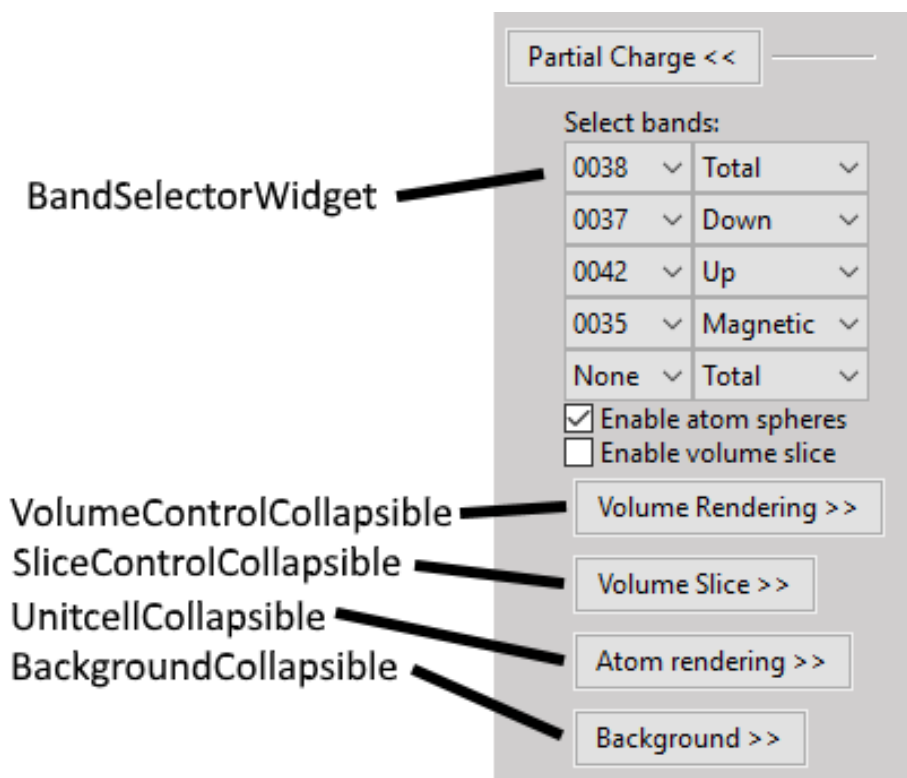 Partial Charge <<
Select bands:
BandSelectorWidget
0038 Total
0037 Down
0042 Up
0035 Magnetic
None Total
Enable atom spheres
Enable volume slice
VolumeControlCollapsible
Volume Rendering >>
SliceControlCollapsible
Volume Slice >>
UnitcellCollapsible
Atom rendering >>
BackgroundCollapsible
Background >>